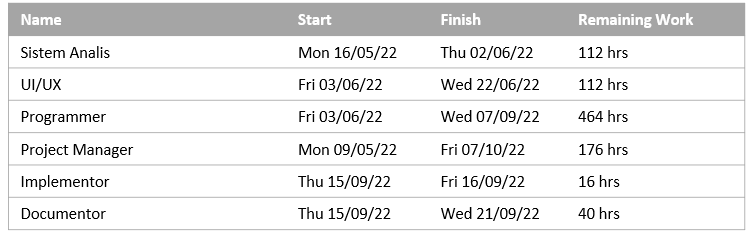 Name Start Finish Remaining Work
Sistem Analis Mon 16/05/22 Thu 02/06/22 112 hrs
UI/UX Fri 03/06/22 Wed 22/06/22 112 hrs
Programmer Fri 03/06/22 Wed 07/09/22 464 hrs
Project Manager Mon 09/05/22 Fri 07/10/22 176 hrs
Implementor Thu 15/09/22 Fri 16/09/22 16 hrs
Documentor Thu 15/09/22 Wed 21/09/22 40 hrs